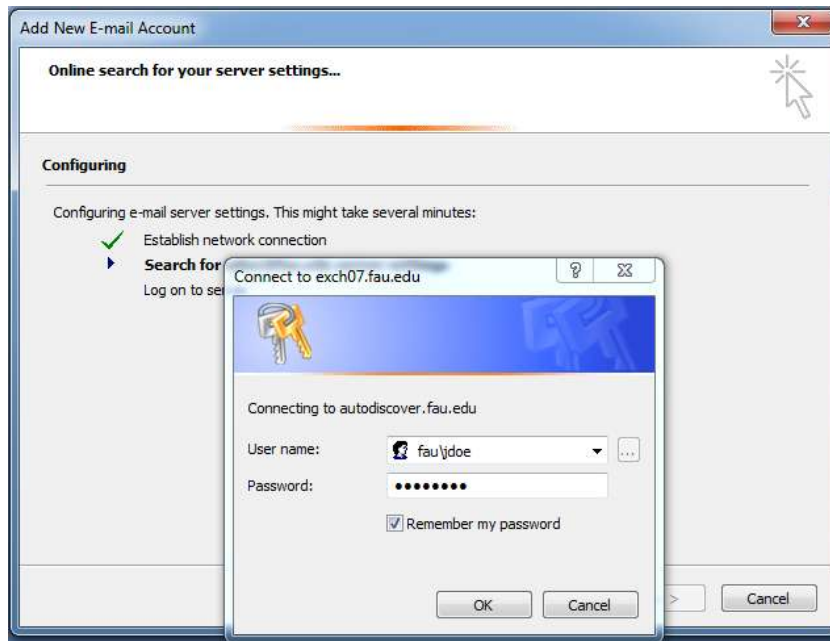 Add New E-mail Account
Online search for your server settings...
Configuring
Configuring e-mail server settings. This might take several minutes:
Establish network connection
Search for
Log on to se
Connect to exch07.fau.edu
Connecting to autodiscover.fau.edu
User name:
fau\jdoe
...
Password:
••••••••
Remember my password
OK
Cancel
>
Cancel